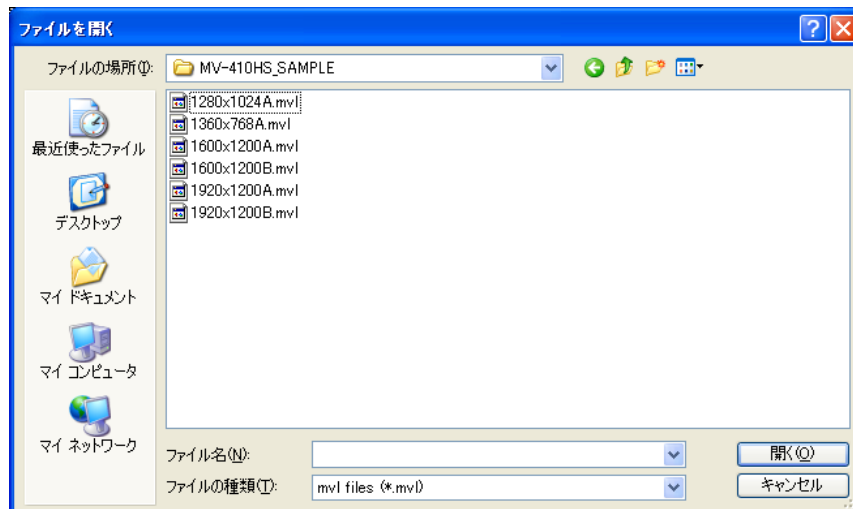 ファイルを開く
ファイルの場所(I):
MV-410HS_SAMPLE
1280x1024A.mvl
1360x768A.mvl
1600x1200A.mvl
1600x1200B.mvl
1920x1200A.mvl
1920x1200B.mvl
最近使ったファイル
デスクトップ
マイ ドキュメント
マイ コンピュータ
マイ ネットワーク
ファイル名(N):
開く(O)
ファイルの種類(T):
mvl files (*.mvl)
キャンセル